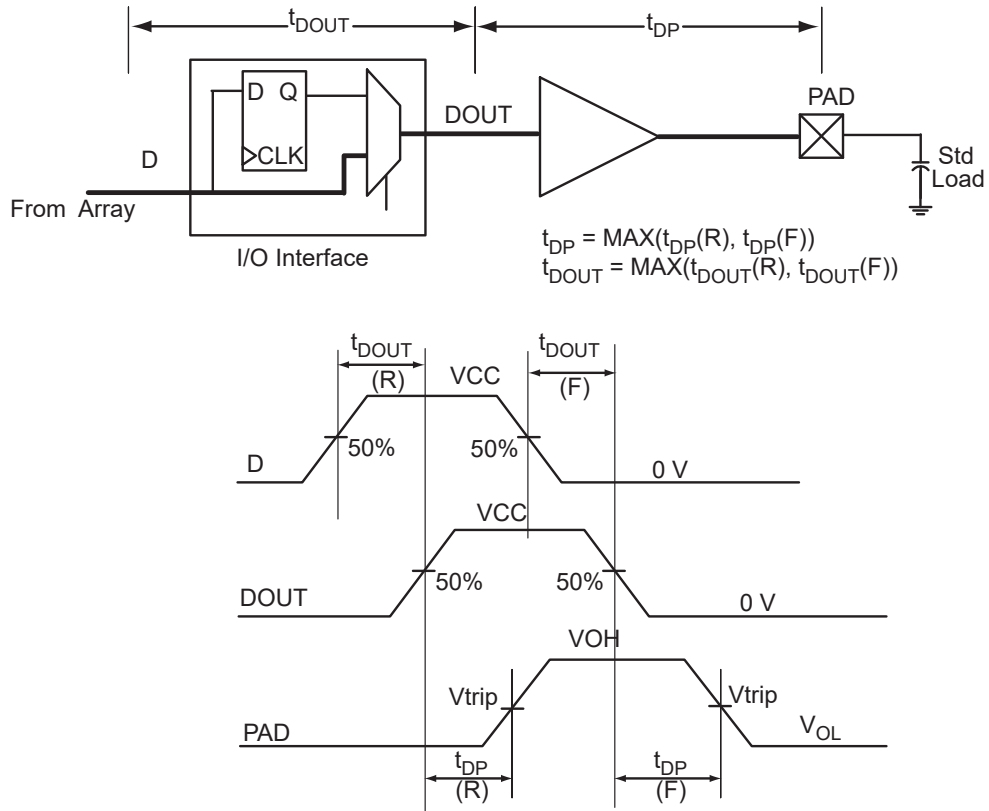 tDOUT
tDP
D Q
CLK
D
From Array
I/O Interface
DOUT
PAD
Std
Load
tDP = MAX(tDP(R), tDP(F))
tDOUT = MAX(tDOUT(R), tDOUT(F))
tDOUT
(R)
VCC
tDOUT
(F)
50%
50%
D
0 V
VCC
50%
50%
DOUT
0 V
VOH
Vtrip
Vtrip
PAD
VOL
tDP
(R)
tDP
(F)